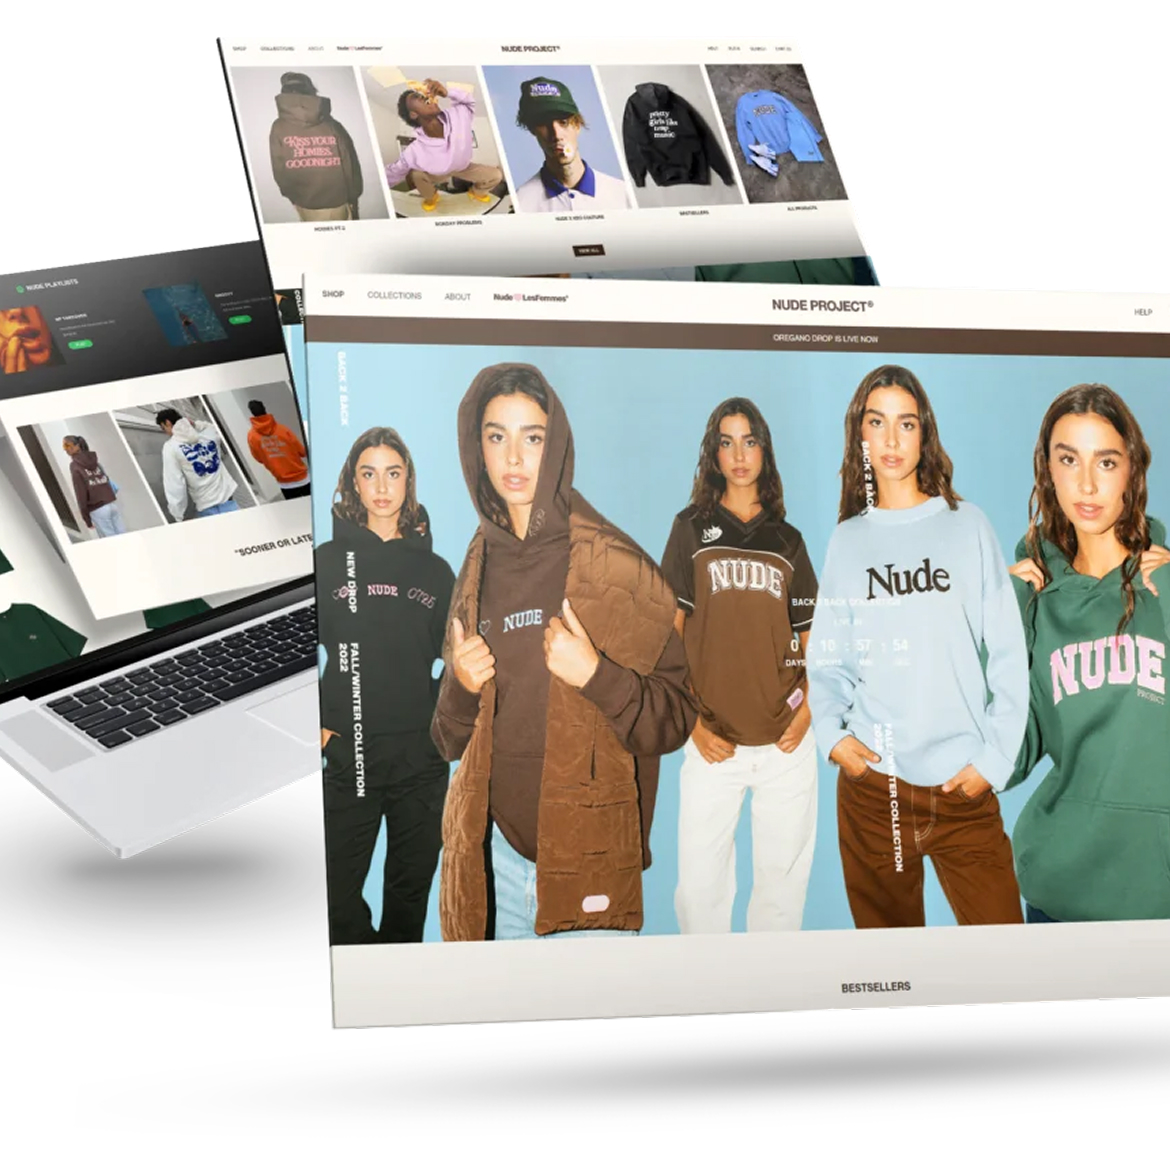 SHOP COLLECTIONS ABOUT Nude LesFemmes®
NUDE PROJECT®
HELP
KISS YOUR
HOMIES
GOODNIGHT
Nude
pretty
girls like
trap
music
NUDE
HOODIES PT 2
MONDAY PROBLEMS
BESTSELLERS
ALL PRODUCTS
VIEW ALL
NUDE PLAYLISTS
"SOONER OR LATE
SHOP COLLECTIONS ABOUT Nude LesFemmes®
NUDE PROJECT®
HELP
OREGANO DROP IS LIVE NOW
BACK 2 BACK
NEW DROP
FALL/WINTER COLLECTION
2022
NUDE
NUDE
NUDE
BACK 2 BACK
Nude
BACK 2 BACK COLLECTION
LIVE IN
0 : 10 : 57 : 54
DAYS HOURS MIN
FALL/WINTER COLLECTION
2022
NUDE
PROJECT
BESTSELLERS